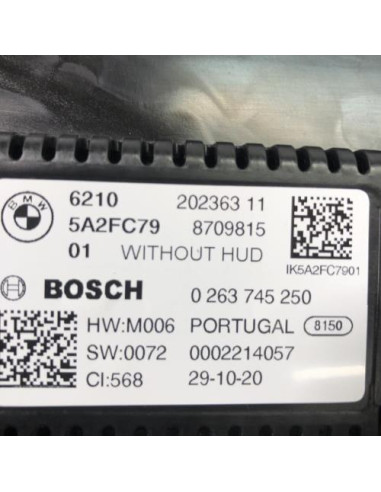 BMW
6210 202363 11
5A2FC79 8709815
01 WITHOUT HUD
IK5A2FC7901
BOSCH 0 263 745 250
HW:M006 PORTUGAL 8150
SW:0072 0002214057
CI:568 29-10-20